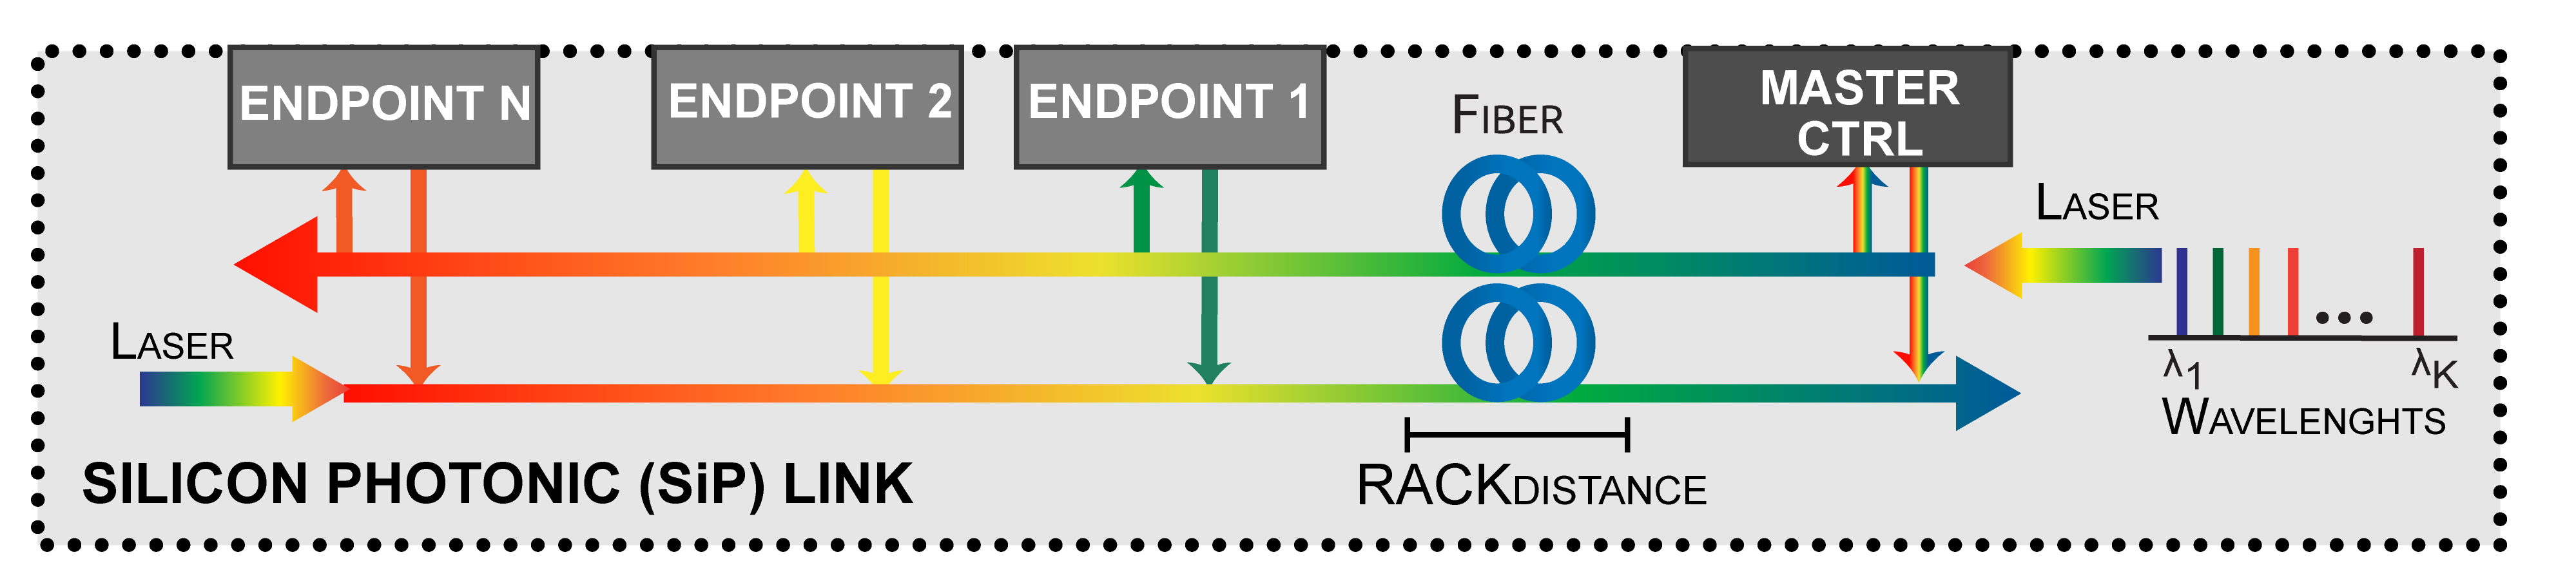 ENDPOINT N
ENDPOINT 2
ENDPOINT 1
FIBER
MASTER
CTRL
LASER
LASER
λ1
λK
WAVELENGHTS
SILICON PHOTONIC (SiP) LINK
RACKDISTANCE